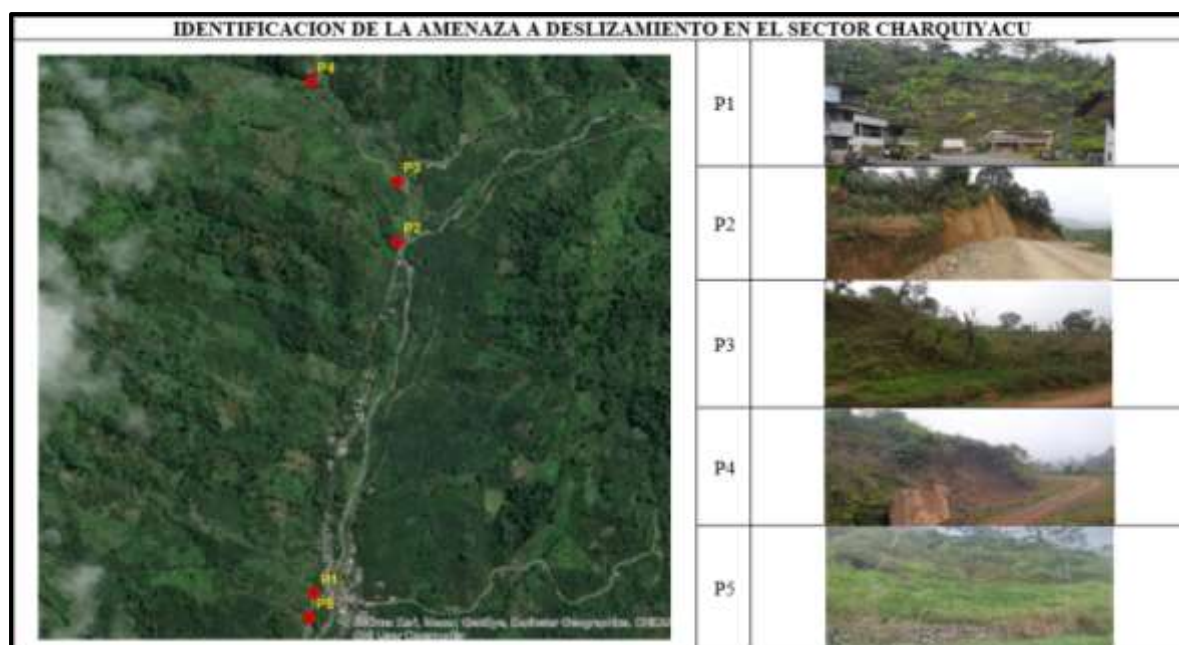 IDENTIFICACION DE LA AMENAZA A DESLIZAMIENTO EN EL SECTOR CHARQUIYACU
P4
P3
P2
P1
P5
P1
P2
P3
P4
P5